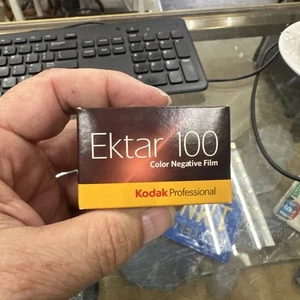 Ektar 100
Color Negative Film
Kodak Professional